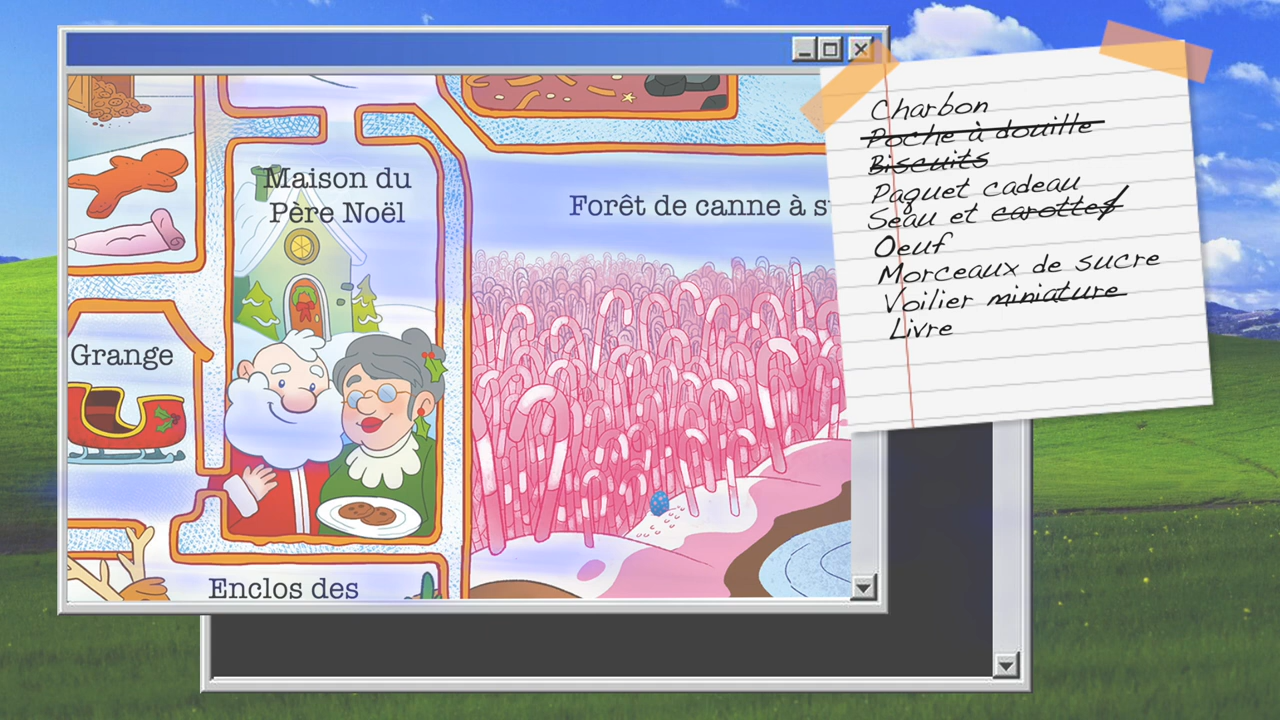 Maison du
Père Noël
Forêt de canne à
Grange
Enclos des
Charbon
Poche à douille
Biscuits
Paquet cadeau
Seau et carottes
Oeuf
Morceaux de sucre
Voilier miniature
Livre